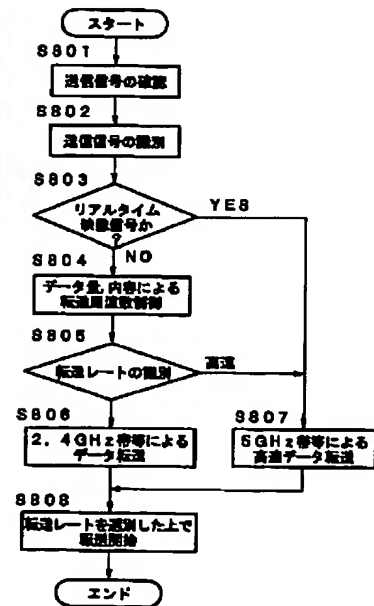 スタート
S801
送信信号の確認
S802
送信信号の識別
S803
リアルタイム
映像信号か
?
YES
NO
S804
データ量,内容による
転送周波数制御
S805
転送レートの識別
高速
S806
2.4GHz帯等による
データ転送
S807
5GHz帯等による
高速データ転送
S808
転送レートを選別した上で
転送開始
エンド